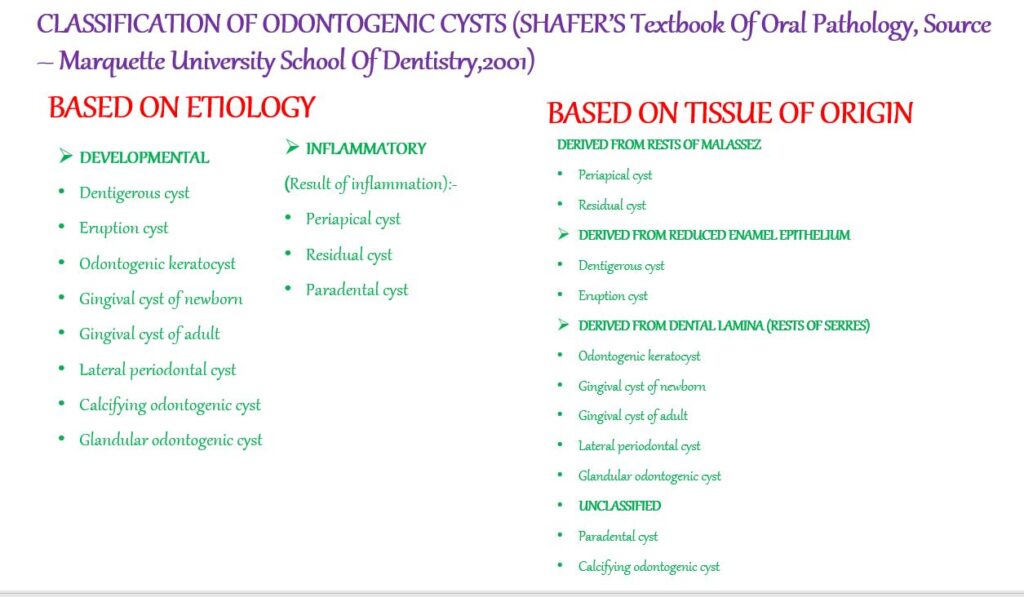 CLASSIFICATION OF ODONTOGENIC CYSTS (SHAFER'S Textbook Of Oral Pathology, Source
– Marquette University School Of Dentistry,2001)
BASED ON ETIOLOGY
➢ DEVELOPMENTAL
• Dentigerous cyst
• Eruption cyst
• Odontogenic keratocyst
• Gingival cyst of newborn
• Gingival cyst of adult
• Lateral periodontal cyst
• Calcifying odontogenic cyst
• Glandular odontogenic cyst
➢ INFLAMMATORY
(Result of inflammation):-
• Periapical cyst
• Residual cyst
• Paradental cyst
BASED ON TISSUE OF ORIGIN
DERIVED FROM RESTS OF MALASSEZ
• Periapical cyst
• Residual cyst
➢ DERIVED FROM REDUCED ENAMEL EPITHELIUM
• Dentigerous cyst
• Eruption cyst
➢ DERIVED FROM DENTAL LAMINA (RESTS OF SERRES)
• Odontogenic keratocyst
• Gingival cyst of newborn
• Gingival cyst of adult
• Lateral periodontal cyst
• Glandular odontogenic cyst
• UNCLASSIFIED
• Paradental cyst
• Calcifying odontogenic cyst